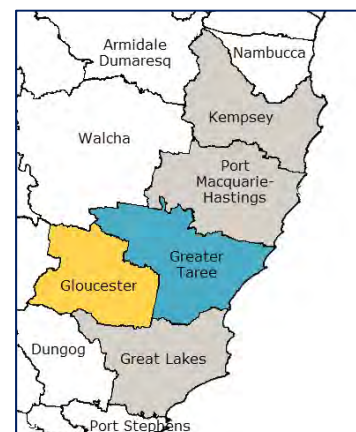 Armidale
Dumaresq
Nambucca
Kempsey
Walcha
Port
Macquarie-
Hastings
Greater
Taree
Gloucester
Dungog
Great Lakes
Port Stephens